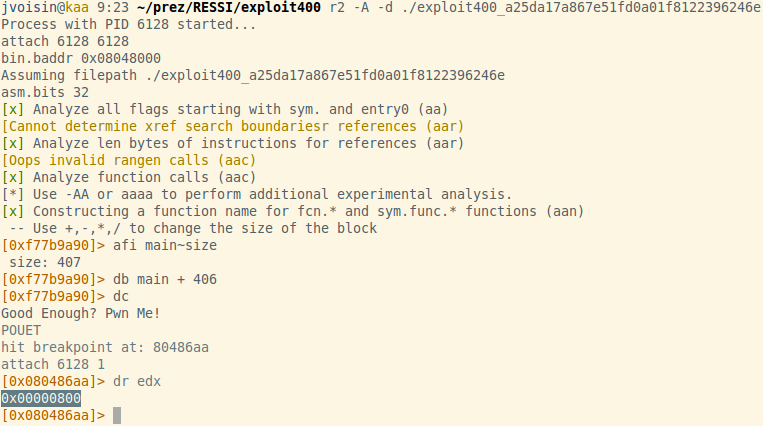 jvoisin@kaa 9:23 ~/prez/RESSI/exploit400 r2 -A -d ./exploit400_a25da17a867e51fd0a01f8122396246e
Process with PID 6128 started...
attach 6128 6128
bin.baddr 0x08048000
Assuming filepath ./exploit400_a25da17a867e51fd0a01f8122396246e
asm.bits 32
[x] Analyze all flags starting with sym. and entry0 (aa)
[Cannot determine xref search boundariesr references (aar)
[x] Analyze len bytes of instructions for references (aar)
[Oops invalid rangen calls (aac)
[x] Analyze function calls (aac)
[*] Use -AA or aaaa to perform additional experimental analysis.
[x] Constructing a function name for fcn.* and sym.func.* functions (aan)
 -- Use +,-,*,/ to change the size of the block
[0xf77b9a90]> afi main~size
 size: 407
[0xf77b9a90]> db main + 406
[0xf77b9a90]> dc
Good Enough? Pwn Me!
POUET
hit breakpoint at: 80486aa
attach 6128 1
[0x080486aa]> dr edx
0x00000800
[0x080486aa]>